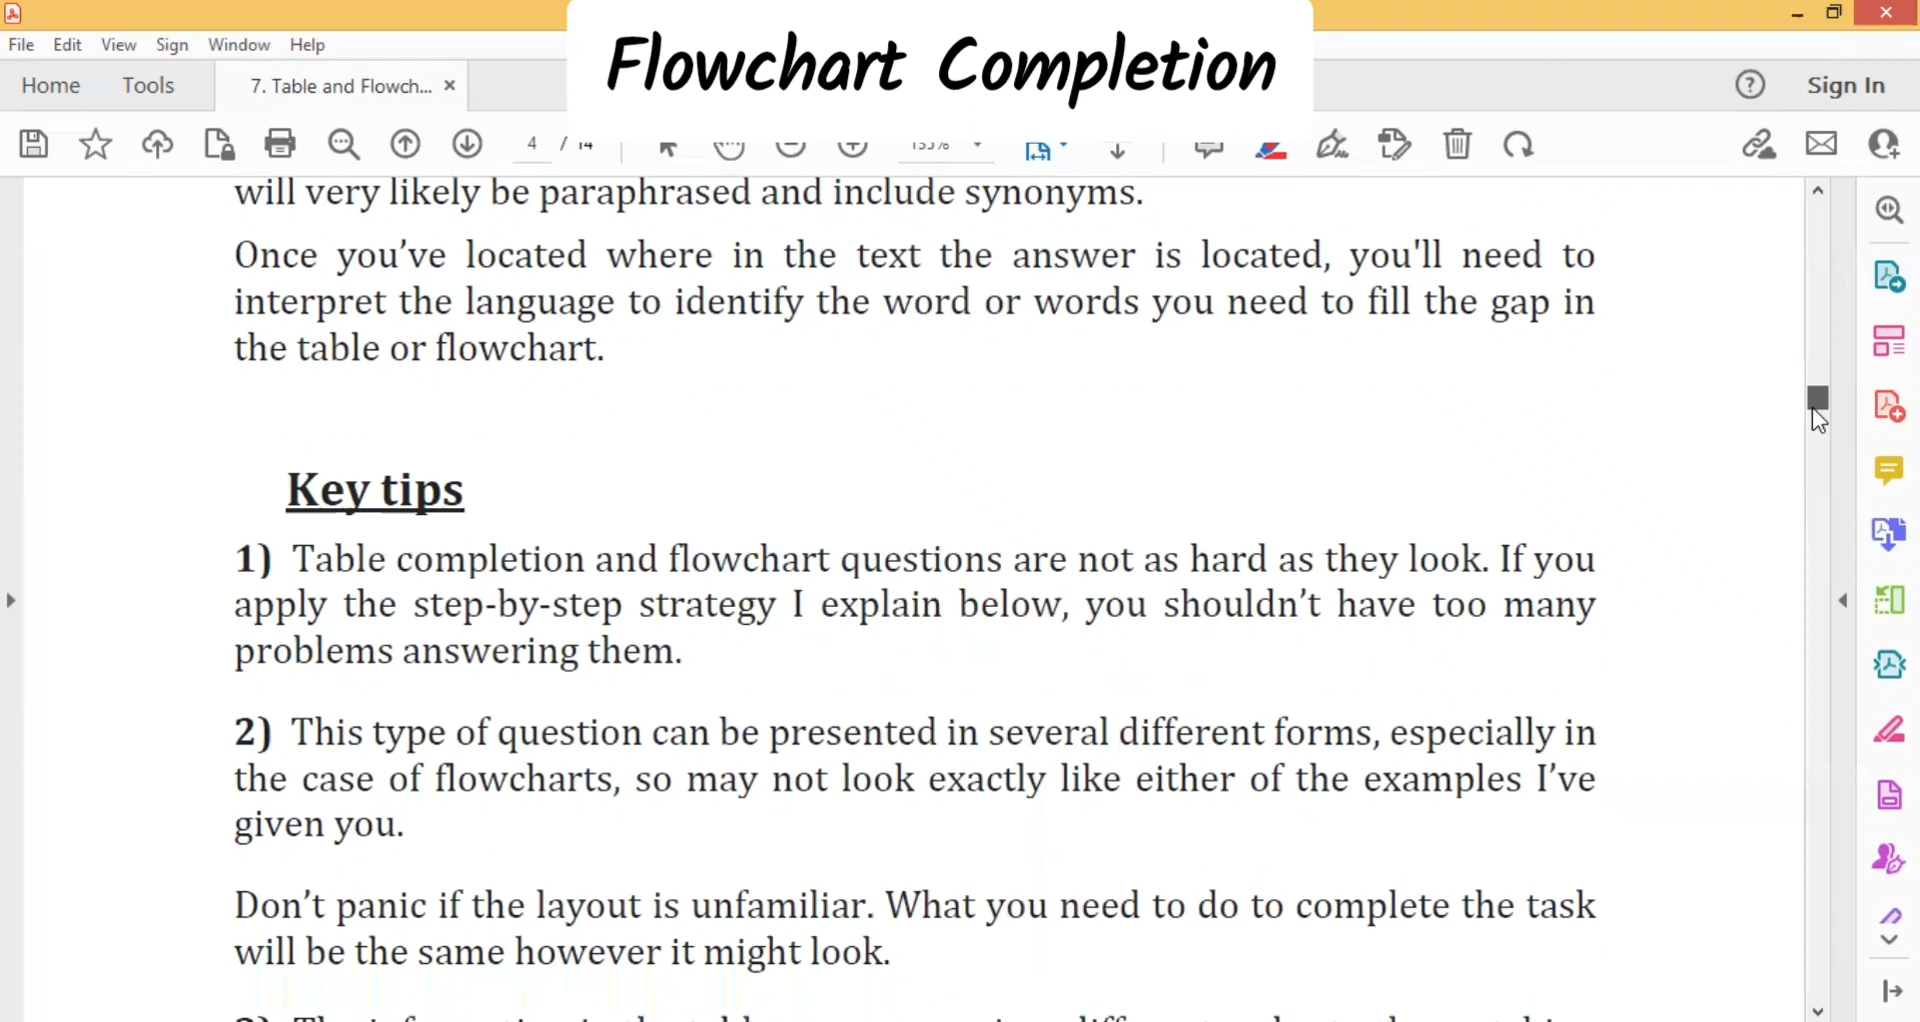 Flowchart Completion
File Edit View Sign Window Help
Home Tools 7. Table and Flowch... Sign In
4 / 14
will very likely be paraphrased and include synonyms.
Once you’ve located where in the text the answer is located, you'll need to
interpret the language to identify the word or words you need to fill the gap in
the table or flowchart.
Key tips
1) Table completion and flowchart questions are not as hard as they look. If you
apply the step-by-step strategy I explain below, you shouldn’t have too many
problems answering them.
2) This type of question can be presented in several different forms, especially in
the case of flowcharts, so may not look exactly like either of the examples I’ve
given you.
Don’t panic if the layout is unfamiliar. What you need to do to complete the task
will be the same however it might look.